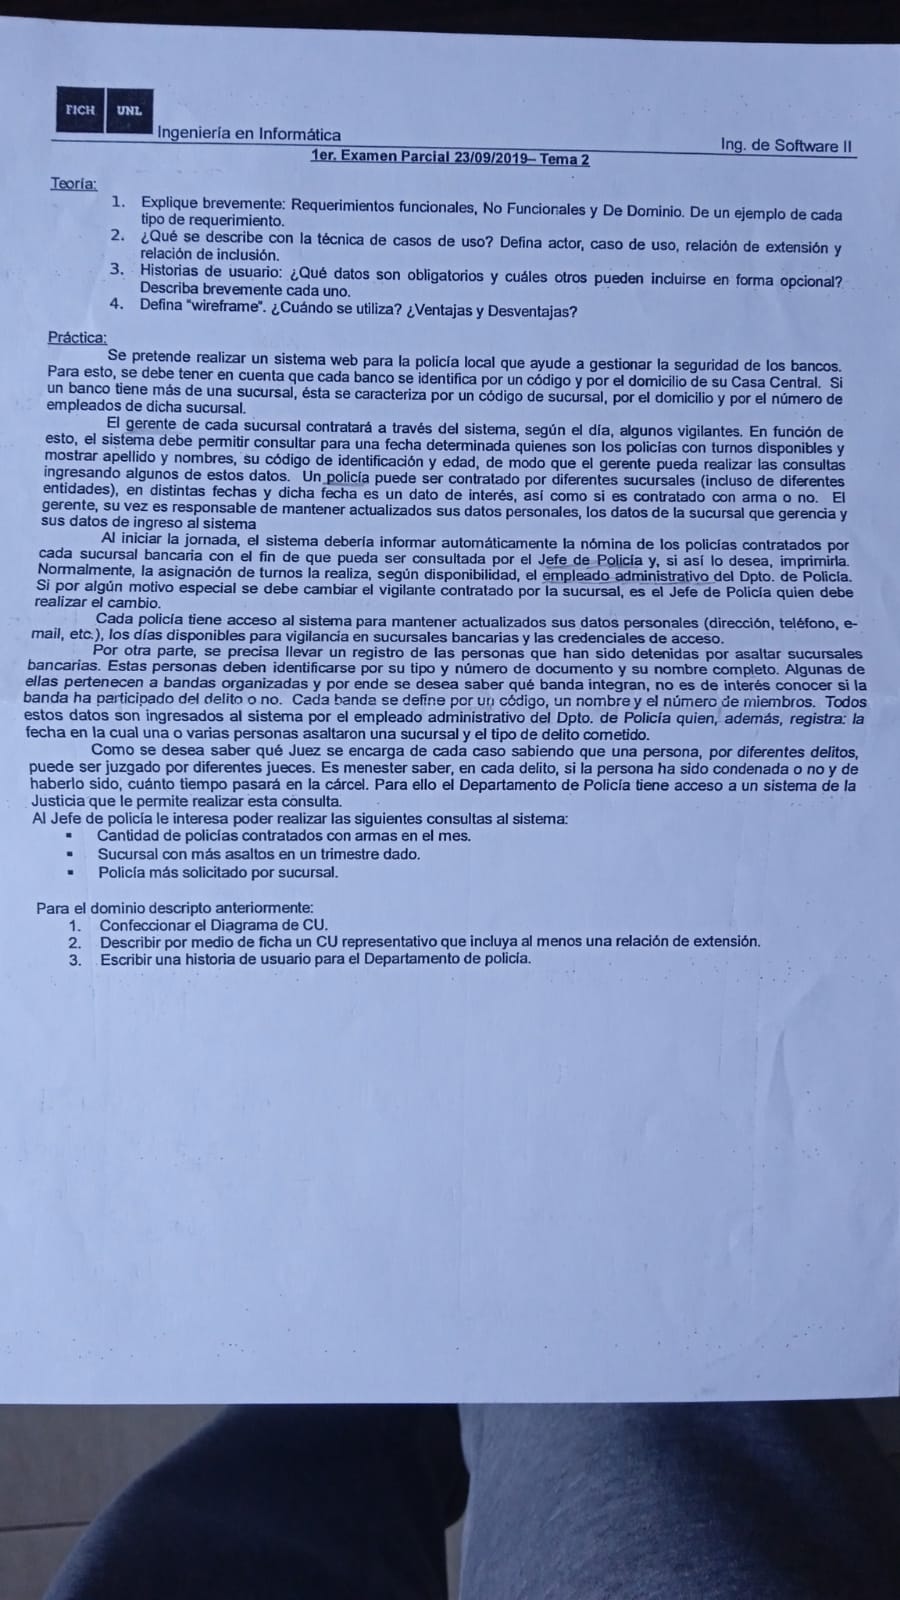 FICH UNL
Ingeniería en Informática
Ing. de Software II
1er. Examen Parcial 23/09/2019– Tema 2
Teoría:
1. Explique brevemente: Requerimientos funcionales, No Funcionales y De Dominio. De un ejemplo de cada
tipo de requerimiento.
2. ¿Qué se describe con la técnica de casos de uso? Defina actor, caso de uso, relación de extensión y
relación de inclusión.
3. Historias de usuario: ¿Qué datos son obligatorios y cuáles otros pueden incluirse en forma opcional?
Describa brevemente cada uno.
4. Defina "wireframe". ¿Cuándo se utiliza? ¿Ventajas y Desventajas?
Práctica:
Se pretende realizar un sistema web para la policía local que ayude a gestionar la seguridad de los bancos.
Para esto, se debe tener en cuenta que cada banco se identifica por un código y por el domicilio de su Casa Central. Si
un banco tiene más de una sucursal, ésta se caracteriza por un código de sucursal, por el domicilio y por el número de
empleados de dicha sucursal.
El gerente de cada sucursal contratará a través del sistema, según el día, algunos vigilantes. En función de
esto, el sistema debe permitir consultar para una fecha determinada quienes son los policías con turnos disponibles y
mostrar apellido y nombres, su código de identificación y edad, de modo que el gerente pueda realizar las consultas
ingresando algunos de estos datos. Un policía puede ser contratado por diferentes sucursales (incluso de diferentes
entidades), en distintas fechas y dicha fecha es un dato de interés, así como si es contratado con arma o no. El
gerente, su vez es responsable de mantener actualizados sus datos personales, los datos de la sucursal que gerencia y
sus datos de ingreso al sistema
Al iniciar la jornada, el sistema debería informar automáticamente la nómina de los policías contratados por
cada sucursal bancaria con el fin de que pueda ser consultada por el Jefe de Policía y, si así lo desea, imprimirla.
Normalmente, la asignación de turnos la realiza, según disponibilidad, el empleado administrativo del Dpto. de Policía.
Si por algún motivo especial se debe cambiar el vigilante contratado por la sucursal, es el Jefe de Policía quien debe
realizar el cambio.
Cada policía tiene acceso al sistema para mantener actualizados sus datos personales (dirección, teléfono, e-
mail, etc.), los días disponibles para vigilancia en sucursales bancarias y las credenciales de acceso.
Por otra parte, se precisa llevar un registro de las personas que han sido detenidas por asaltar sucursales
bancarias. Estas personas deben identificarse por su tipo y número de documento y su nombre completo. Algunas de
ellas pertenecen a bandas organizadas y por ende se desea saber qué banda integran, no es de interés conocer si la
banda ha participado del delito o no. Cada banda se define por un código, un nombre y el número de miembros. Todos
estos datos son ingresados al sistema por el empleado administrativo del Dpto. de Policía quien, además, registra: la
fecha en la cual una o varias personas asaltaron una sucursal y el tipo de delito cometido.
Como se desea saber qué Juez se encarga de cada caso sabiendo que una persona, por diferentes delitos,
puede ser juzgado por diferentes jueces. Es menester saber, en cada delito, si la persona ha sido condenada o no y de
haberlo sido, cuánto tiempo pasará en la cárcel. Para ello el Departamento de Policía tiene acceso a un sistema de la
Justicia que le permite realizar esta consulta.
Al Jefe de policía le interesa poder realizar las siguientes consultas al sistema:
▪ Cantidad de policías contratados con armas en el mes.
▪ Sucursal con más asaltos en un trimestre dado.
▪ Policía más solicitado por sucursal.
Para el dominio descripto anteriormente:
1. Confeccionar el Diagrama de CU.
2. Describir por medio de ficha un CU representativo que incluya al menos una relación de extensión.
3. Escribir una historia de usuario para el Departamento de policía.